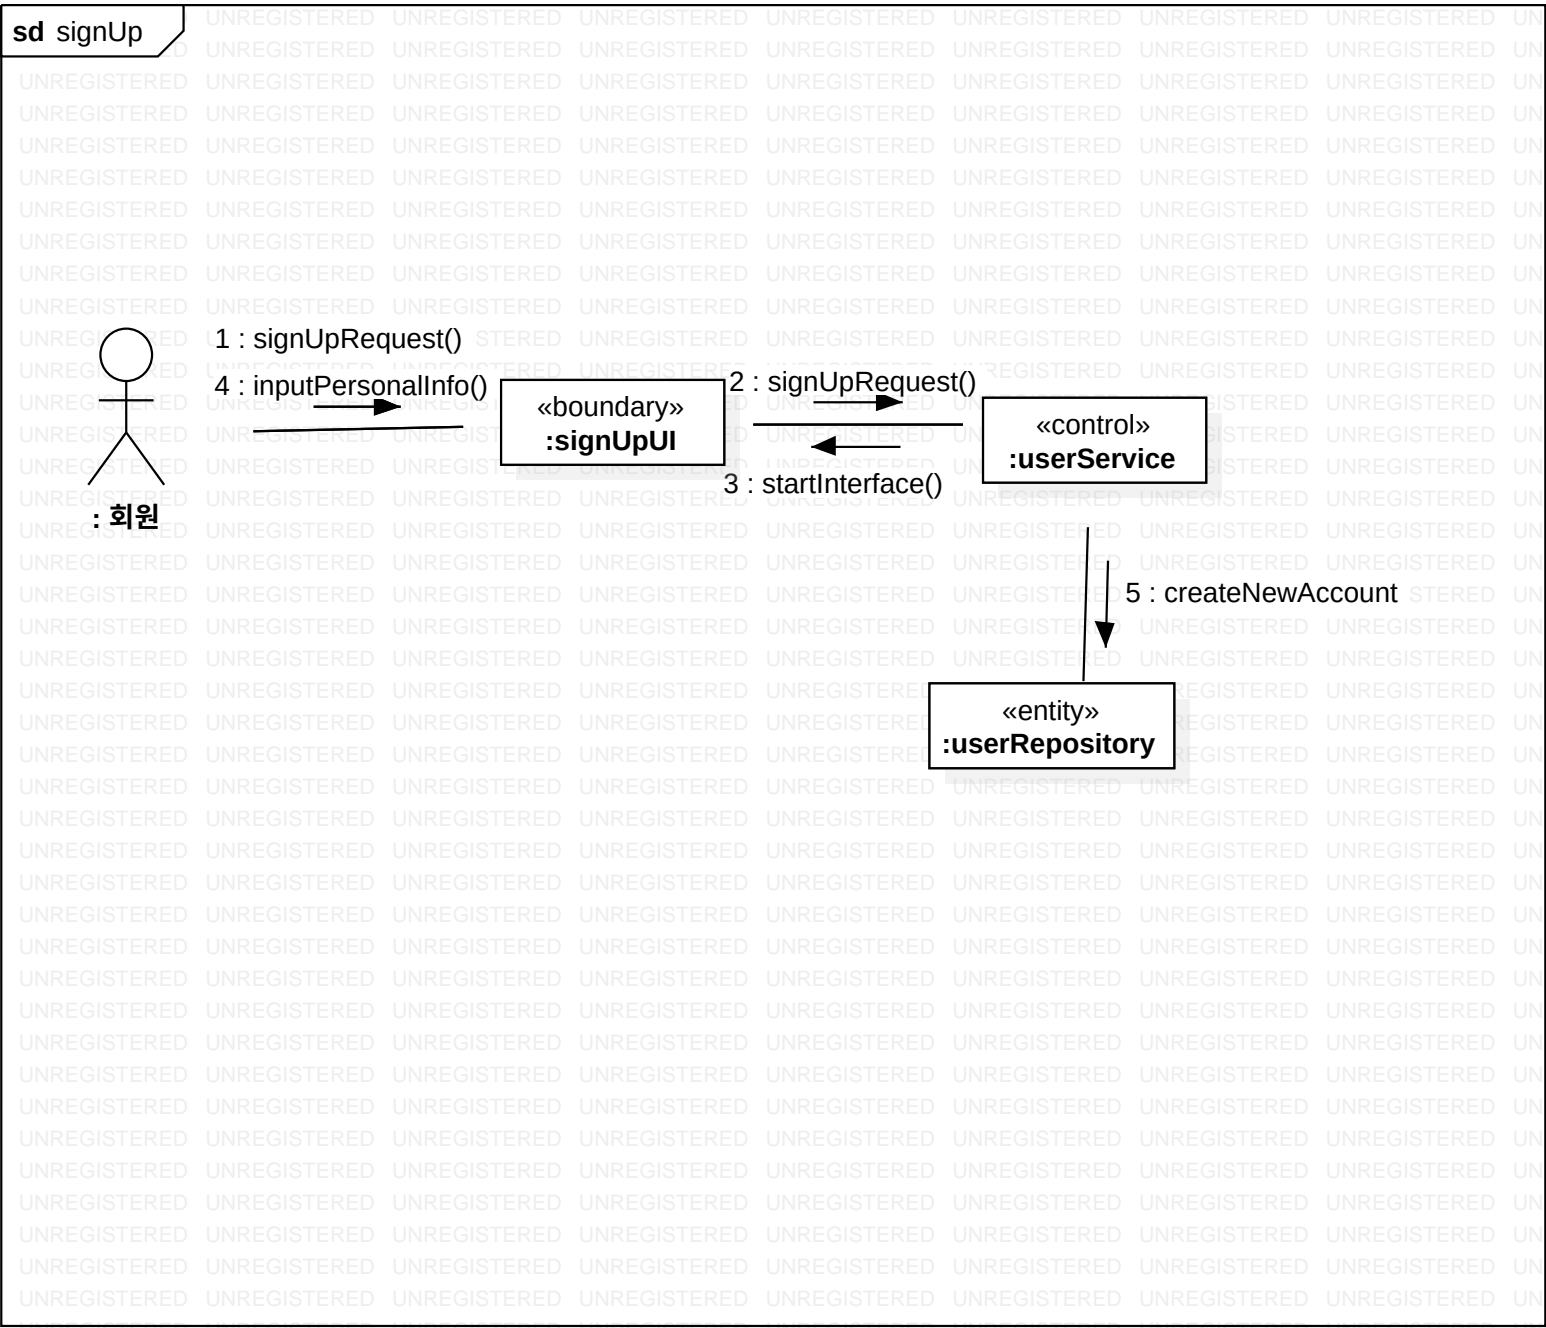 sd signUp
1 : signUpRequest()
4 : inputPersonalInfo()
2 : signUpRequest()
«boundary»
:signUpUI
«control»
:userService
3 : startInterface()
: 회원
5 : createNewAccount
«entity»
:userRepository
UNREGISTERED